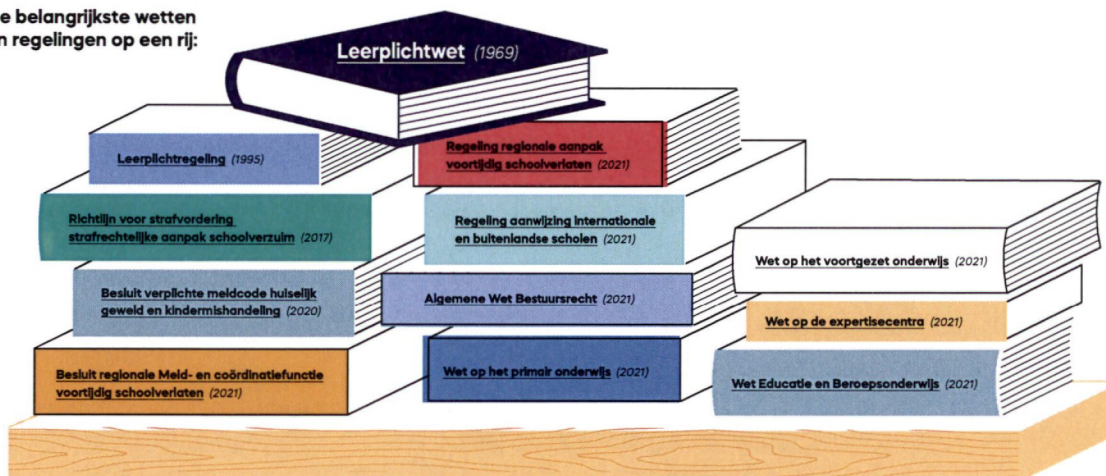 e belangrijkste wetten
n regelingen op een rij:
Leerplichtwet (1969)
Leerplichtregeling (1995)
Regeling regionale aanpak
voortijdig schoolverlaten (2021)
Richtlijn voor strafvordering
strafrechtelijke aanpak schoolverzuim (2017)
Regeling aanwijzing internationale
en buitenlandse scholen (2021)
Wet op het voortgezet onderwijs (2021)
Besluit verplichte meldcode huiselijk
geweld en kindermishandeling (2020)
Algemene Wet Bestuursrecht (2021)
Wet op de expertisecentra (2021)
Besluit regionale Meld- en coördinatiefunctie
voortijdig schoolverlaten (2021)
Wet op het primair onderwijs (2021)
Wet Educatie en Beroepsonderwijs (2021)